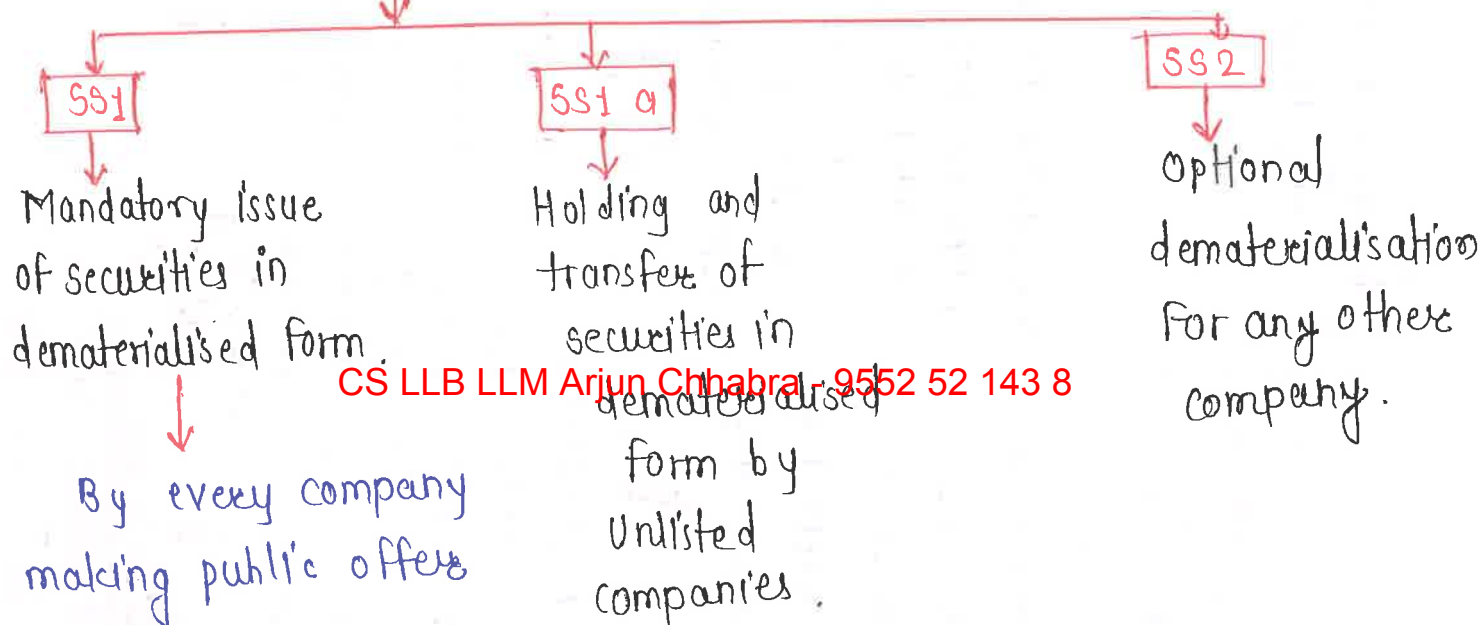 SS1
Mandatory issue
of securities in
dematerialised form.
By every company
making public offers
SS1 a
Holding and
transfer of
securities in
dematerialised
form by
Unlisted
companies.
SS2
Optional
dematerialisation
For any other
company.
CS LLB LLM Arjun Chhabra - 9552 52 143 8